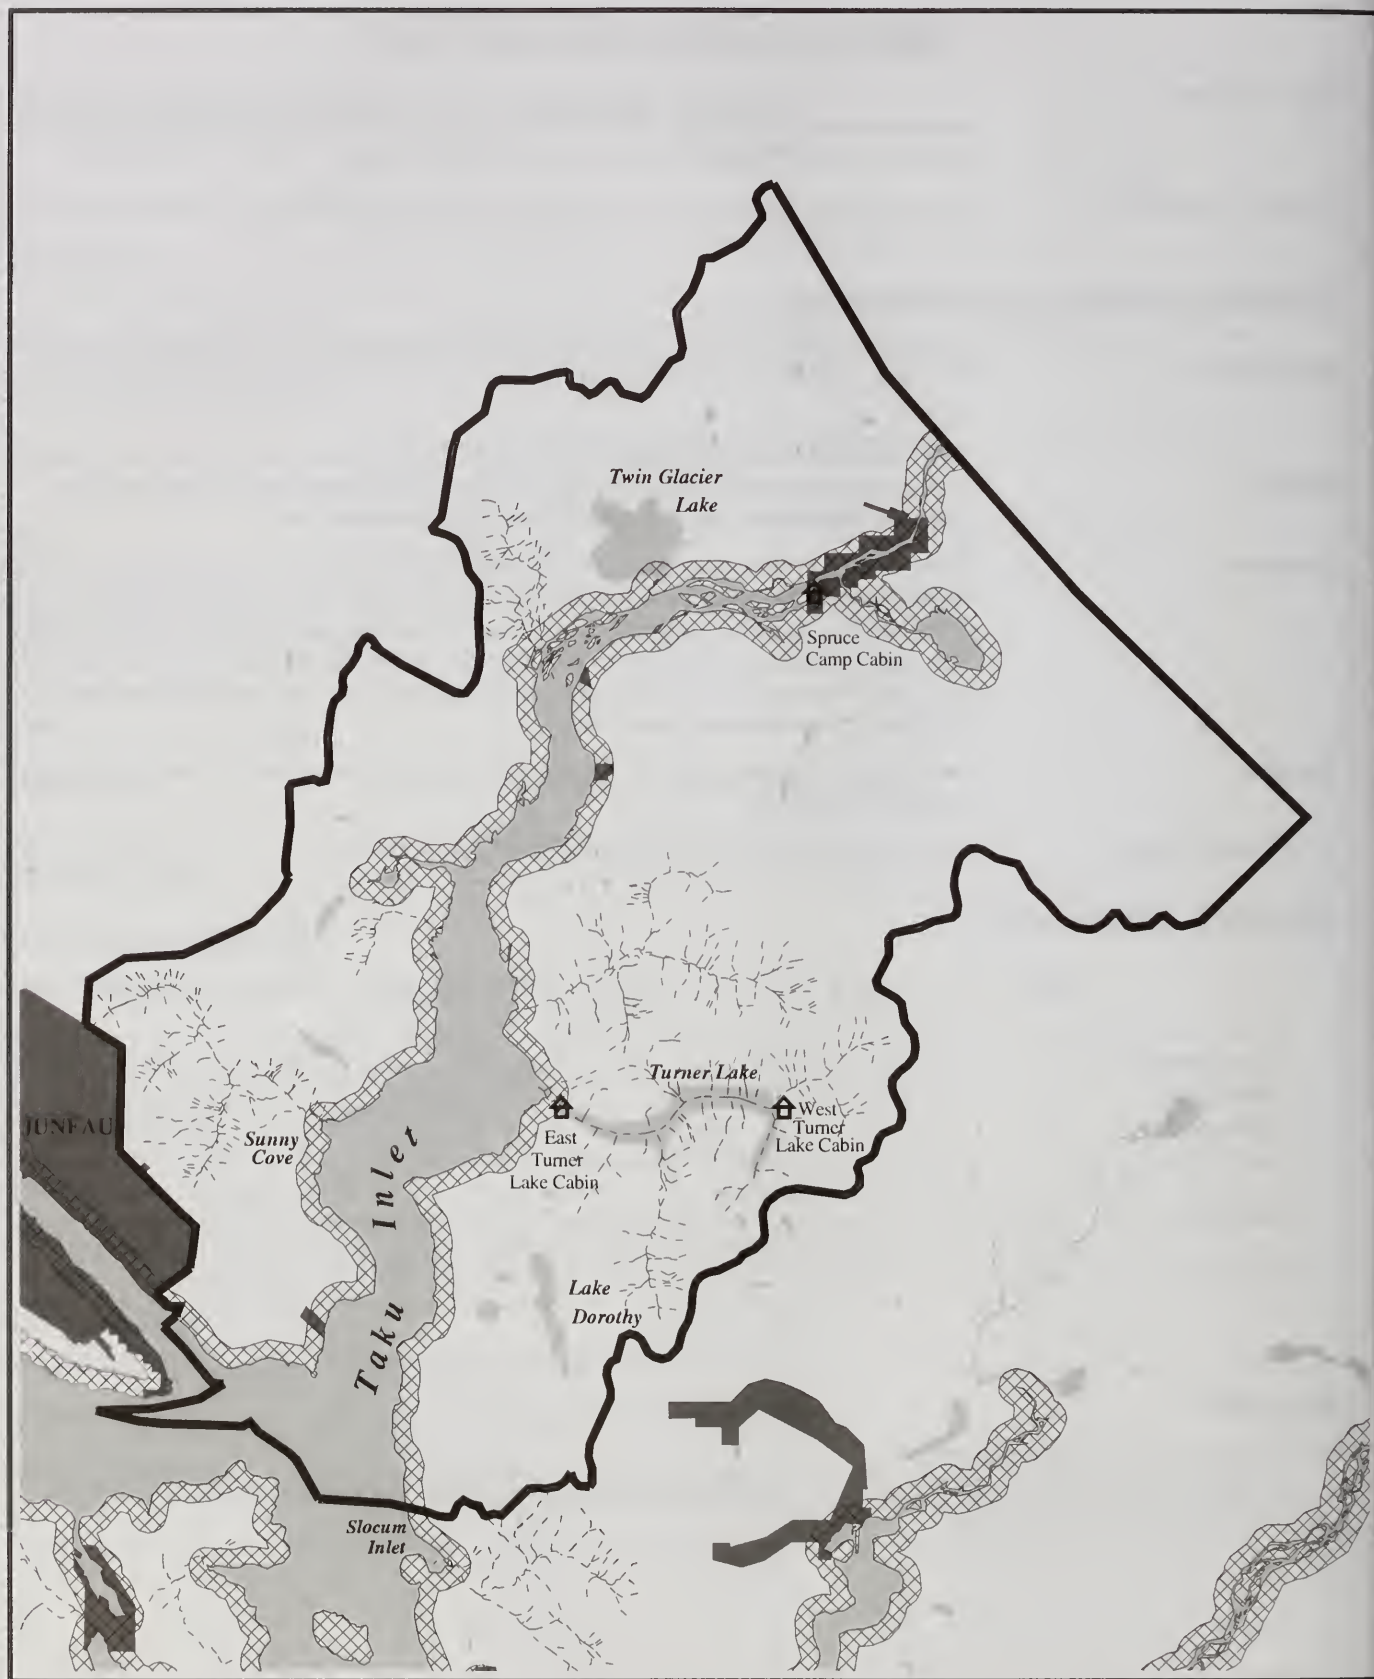 Twin Glacier
Lake
Spruce
Camp Cabin
Turner Lake
West
Turner
Lake Cabin
East
Turner
Lake Cabin
JUNEAU
Sunny
Cove
Taku Inlet
Lake
Dorothy
Slocum
Inlet